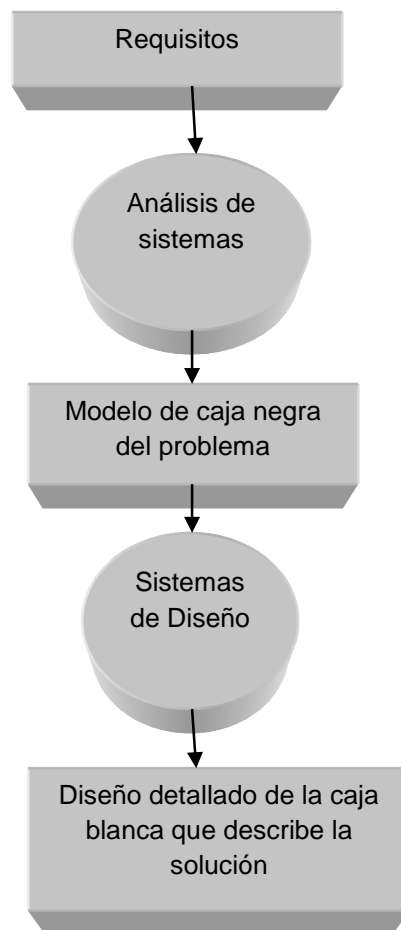 Requisitos
Análisis de
sistemas
Modelo de caja negra
del problema
Sistemas
de Diseño
Diseño detallado de la caja
blanca que describe la
solución